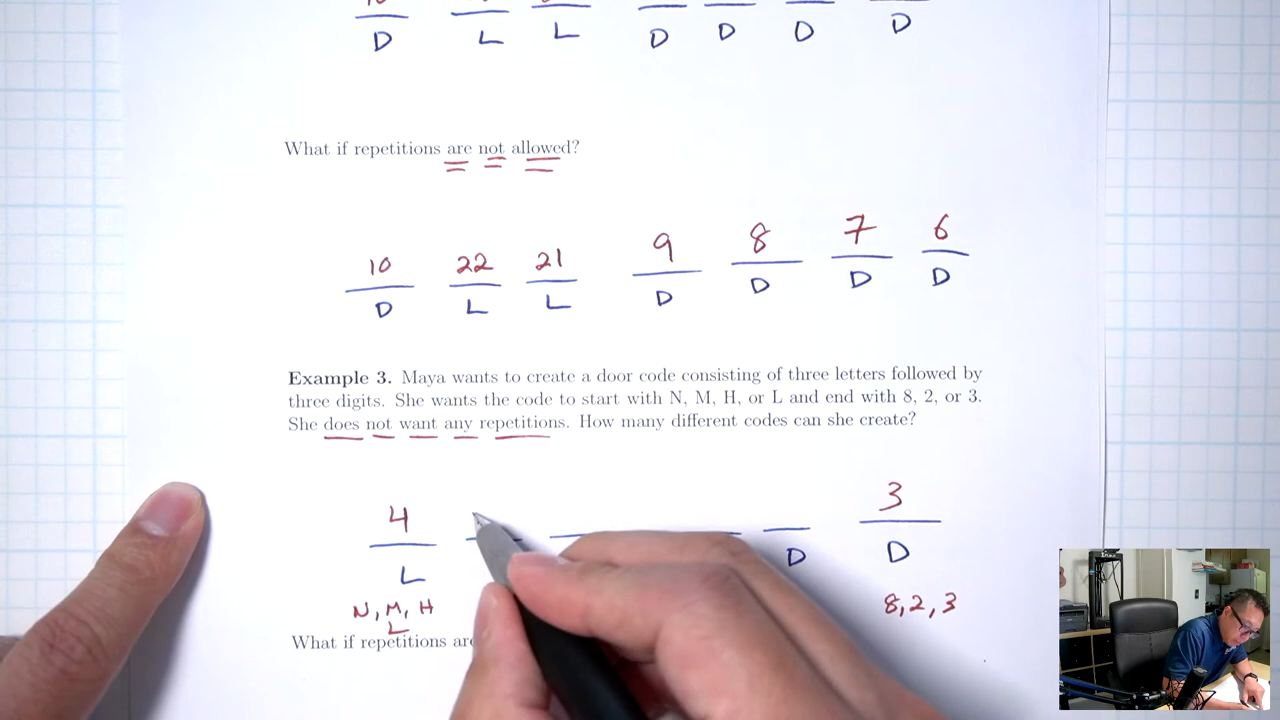 D L L D D D D
What if repetitions are not allowed?
10 22 21 9 8 7 6
D L L D D D D
Example 3. Maya wants to create a door code consisting of three letters followed by
three digits. She wants the code to start with N, M, H, or L and end with 8, 2, or 3.
She does not want any repetitions. How many different codes can she create?
4 3
L D D
N, M, H 8, 2, 3
L
What if repetitions are